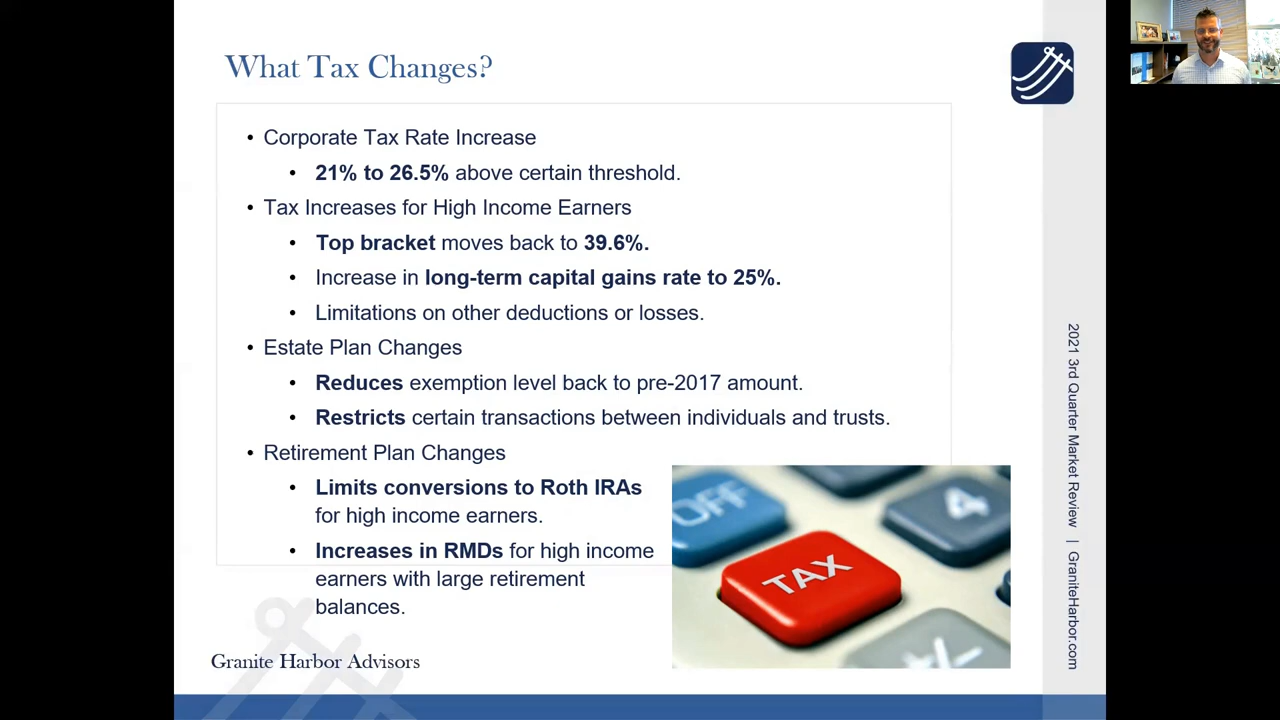 What Tax Changes?
• Corporate Tax Rate Increase
• 21% to 26.5% above certain threshold.
• Tax Increases for High Income Earners
• Top bracket moves back to 39.6%.
• Increase in long-term capital gains rate to 25%.
• Limitations on other deductions or losses.
• Estate Plan Changes
• Reduces exemption level back to pre-2017 amount.
• Restricts certain transactions between individuals and trusts.
• Retirement Plan Changes
• Limits conversions to Roth IRAs
for high income earners.
• Increases in RMDs for high income
earners with large retirement
balances.
OFF
4
TAX
+/-
Granite Harbor Advisors
2021 3rd Quarter Market Review | GraniteHarbor.com